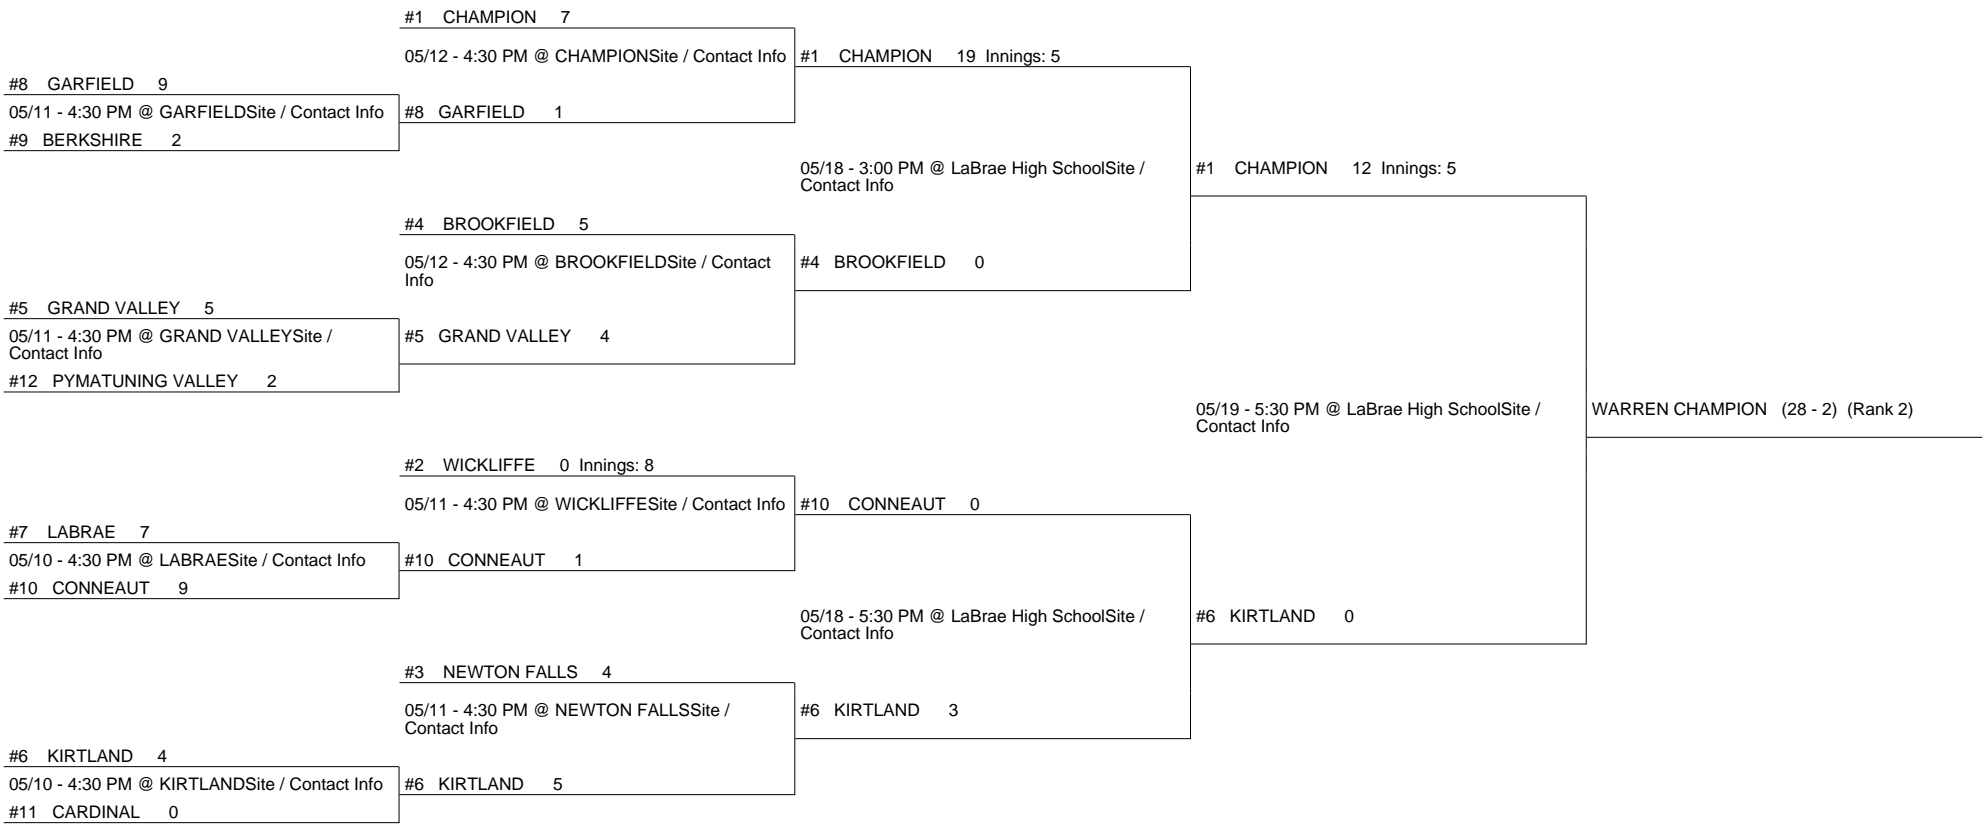 #1 CHAMPION 7
05/12 - 4:30 PM @ CHAMPIONSite / Contact Info
#1 CHAMPION 19 Innings: 5
#8 GARFIELD 9
05/11 - 4:30 PM @ GARFIELDSite / Contact Info
#8 GARFIELD 1
#9 BERKSHIRE 2
05/18 - 3:00 PM @ LaBrae High SchoolSite /
Contact Info
#1 CHAMPION 12 Innings: 5
#4 BROOKFIELD 5
05/12 - 4:30 PM @ BROOKFIELDSite / Contact
Info
#4 BROOKFIELD 0
#5 GRAND VALLEY 5
05/11 - 4:30 PM @ GRAND VALLEYSite /
Contact Info
#5 GRAND VALLEY 4
#12 PYMATUNING VALLEY 2
05/19 - 5:30 PM @ LaBrae High SchoolSite /
Contact Info
WARREN CHAMPION (28 - 2) (Rank 2)
#2 WICKLIFFE 0 Innings: 8
05/11 - 4:30 PM @ WICKLIFFESite / Contact Info
#10 CONNEAUT 0
#7 LABRAE 7
05/10 - 4:30 PM @ LABRAESite / Contact Info
#10 CONNEAUT 1
#10 CONNEAUT 9
05/18 - 5:30 PM @ LaBrae High SchoolSite /
Contact Info
#6 KIRTLAND 0
#3 NEWTON FALLS 4
05/11 - 4:30 PM @ NEWTON FALLSSite /
Contact Info
#6 KIRTLAND 3
#6 KIRTLAND 4
05/10 - 4:30 PM @ KIRTLANDSite / Contact Info
#6 KIRTLAND 5
#11 CARDINAL 0